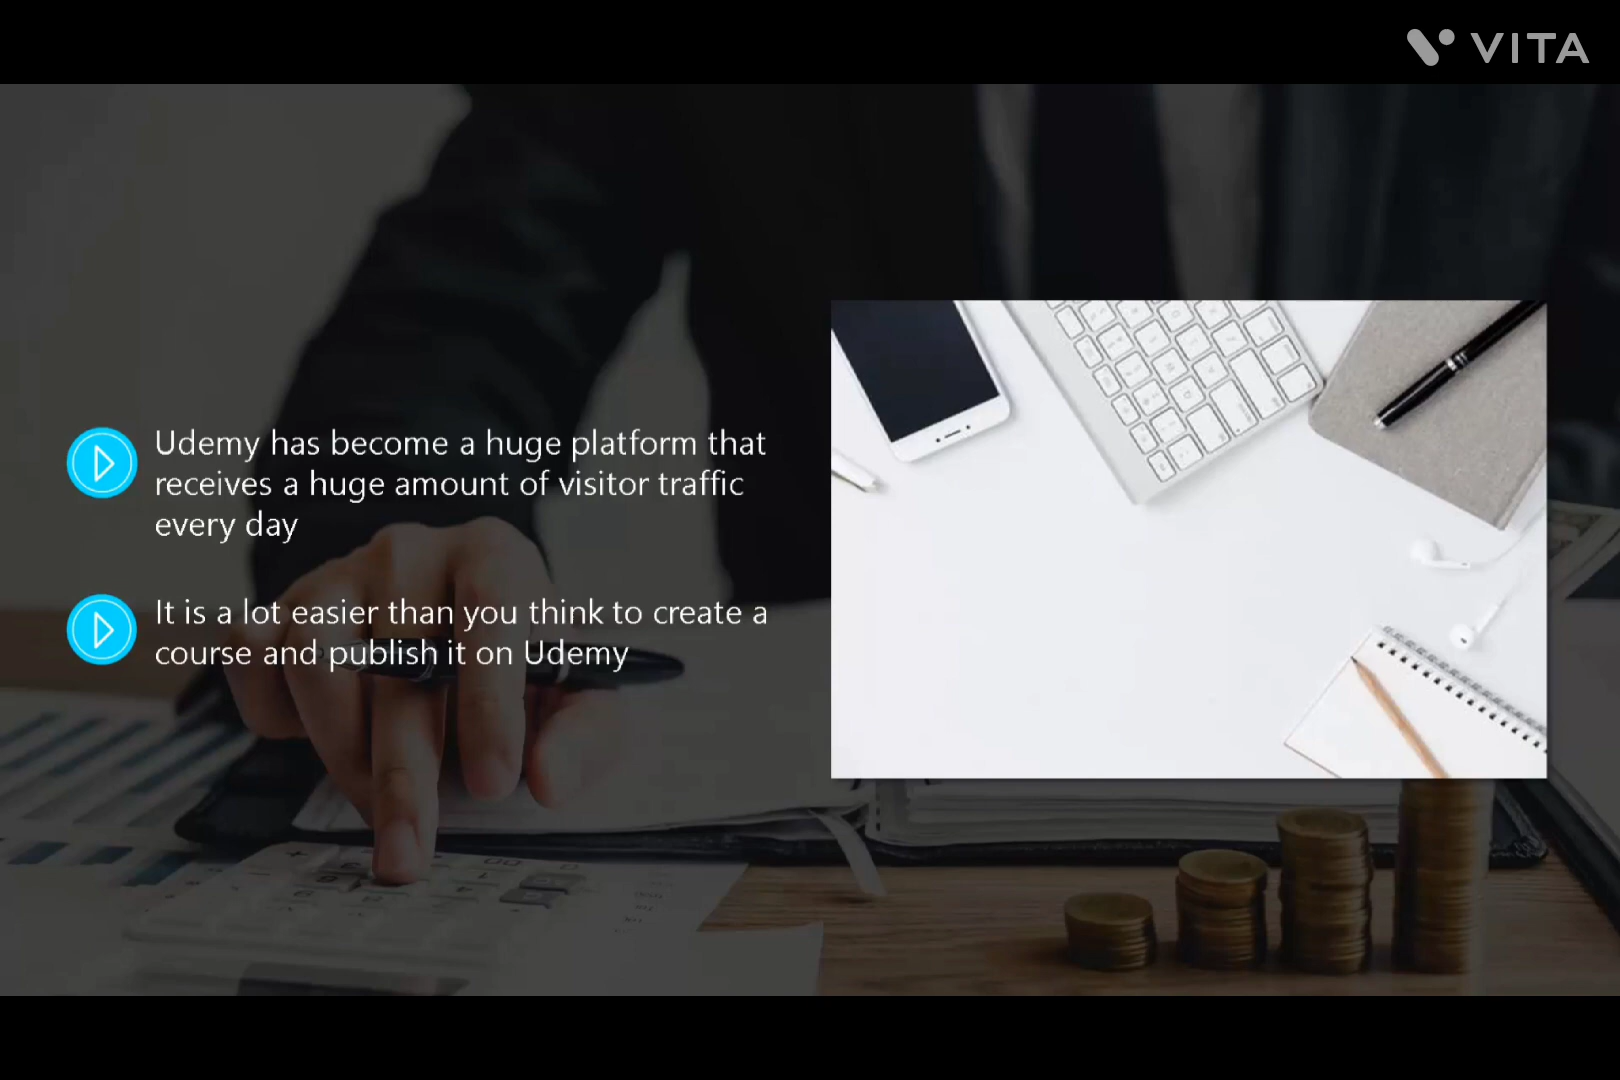 VITA
Udemy has become a huge platform that
receives a huge amount of visitor traffic
every day
It is a lot easier than you think to create a
course and publish it on Udemy